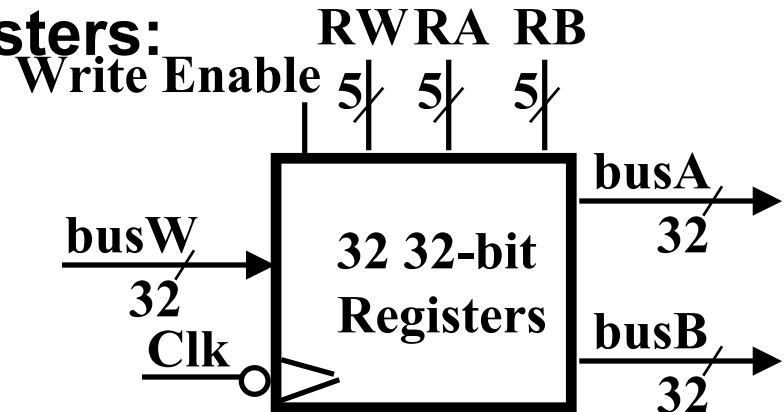 sters:
RW RA RB
Write Enable
5 5 5
busA
32
busW
32
32 32-bit
Registers
Clk
busB
32